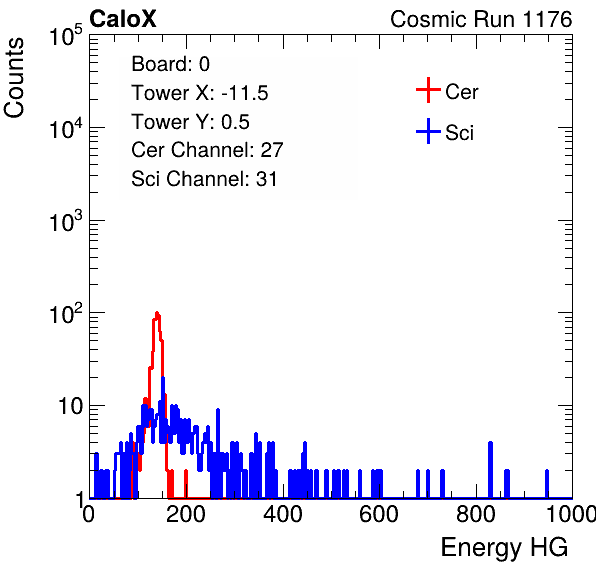 CaloX Cosmic Run 1176
Board: 0
Tower X: -11.5
Tower Y: 0.5
Cer Channel: 27
Sci Channel: 31
Cer
Sci
Counts
10^5
10^4
10^3
10^2
10
1
0 200 400 600 800 1000
Energy HG